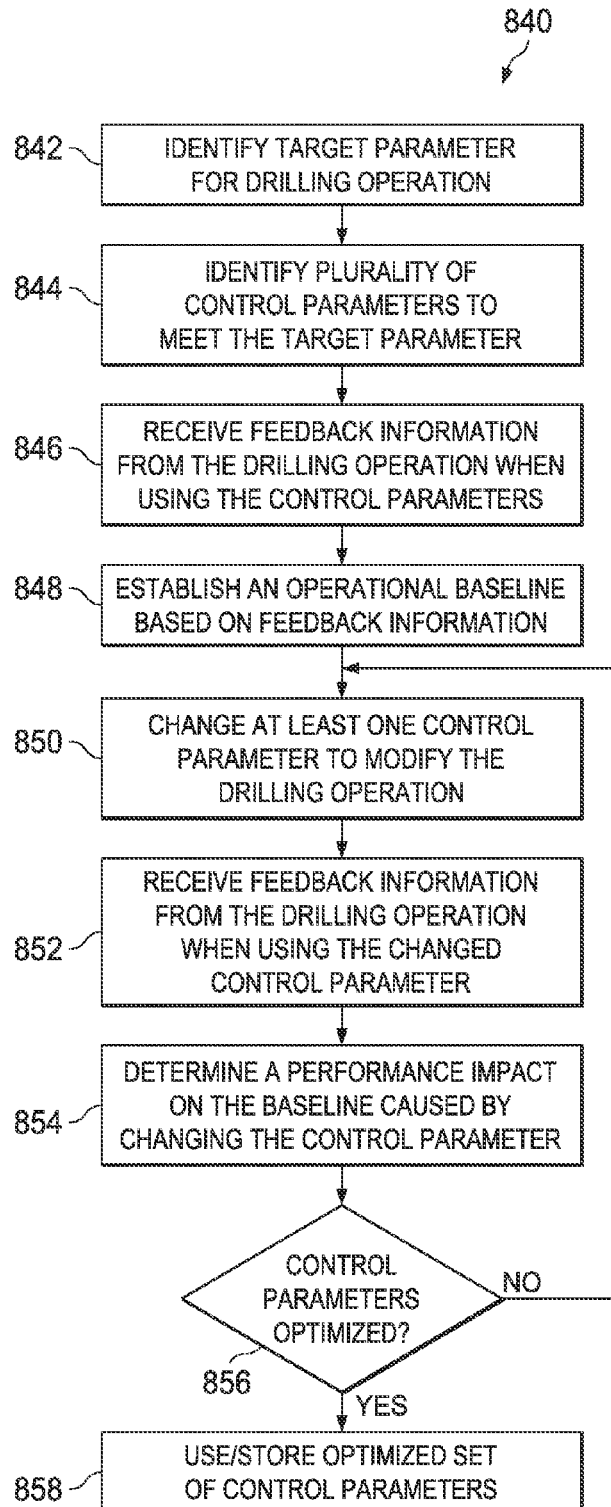 840
842
IDENTIFY TARGET PARAMETER
FOR DRILLING OPERATION
844
IDENTIFY PLURALITY OF
CONTROL PARAMETERS TO
MEET THE TARGET PARAMETER
846
RECEIVE FEEDBACK INFORMATION
FROM THE DRILLING OPERATION WHEN
USING THE CONTROL PARAMETERS
848
ESTABLISH AN OPERATIONAL BASELINE
BASED ON FEEDBACK INFORMATION
850
CHANGE AT LEAST ONE CONTROL
PARAMETER TO MODIFY THE
DRILLING OPERATION
852
RECEIVE FEEDBACK INFORMATION
FROM THE DRILLING OPERATION
WHEN USING THE CHANGED
CONTROL PARAMETER
854
DETERMINE A PERFORMANCE IMPACT
ON THE BASELINE CAUSED BY
CHANGING THE CONTROL PARAMETER
CONTROL
PARAMETERS
OPTIMIZED?
NO
856
YES
858
USE/STORE OPTIMIZED SET
OF CONTROL PARAMETERS